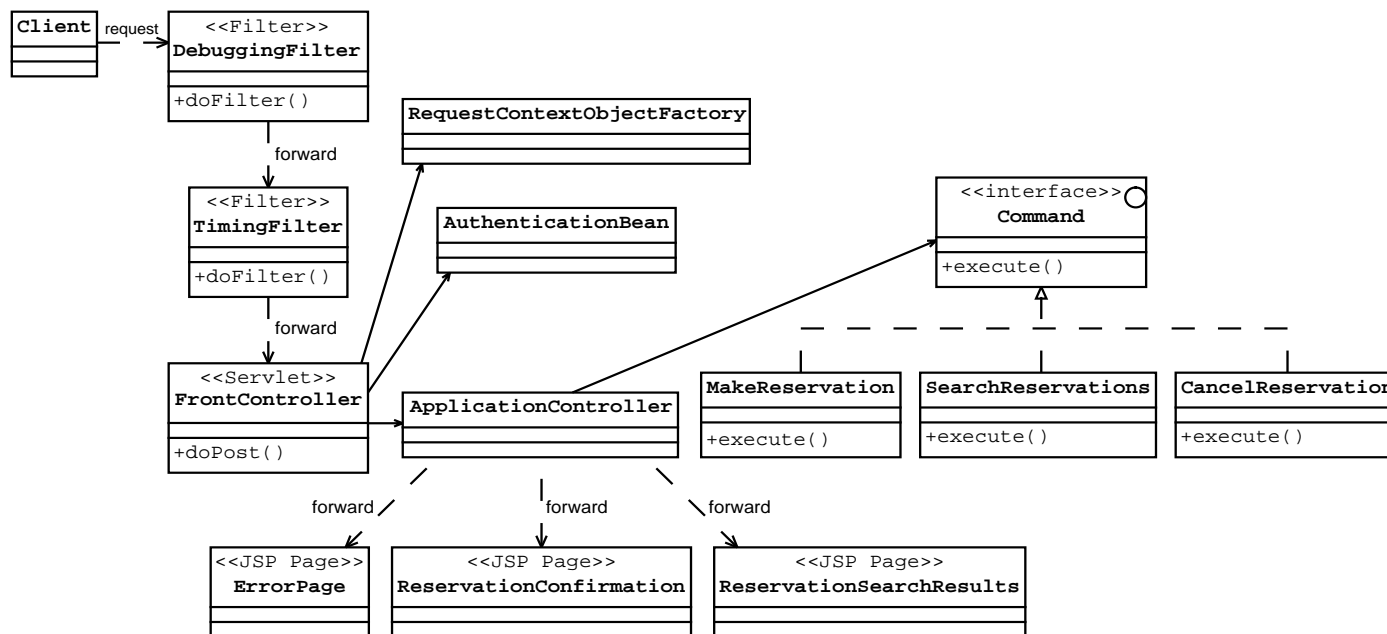 Client
request
<<Filter>>
DebuggingFilter
+doFilter()
forward
<<Filter>>
TimingFilter
+doFilter()
forward
<<Servlet>>
FrontController
+doPost()
RequestContextObjectFactory
AuthenticationBean
ApplicationController
<<interface>>
Command
+execute()
MakeReservation
+execute()
SearchReservations
+execute()
CancelReservation
+execute()
forward
forward
forward
<<JSP Page>>
ErrorPage
<<JSP Page>>
ReservationConfirmation
<<JSP Page>>
ReservationSearchResults